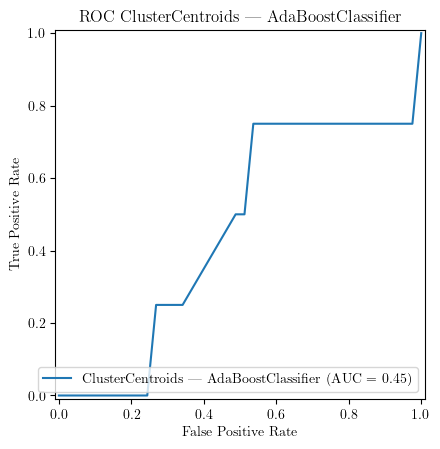 ROC ClusterCentroids — AdaBoostClassifier
1.0
0.8
0.6
0.4
0.2
0.0
True Positive Rate
ClusterCentroids — AdaBoostClassifier (AUC = 0.45)
0.0 0.2 0.4 0.6 0.8 1.0
False Positive Rate